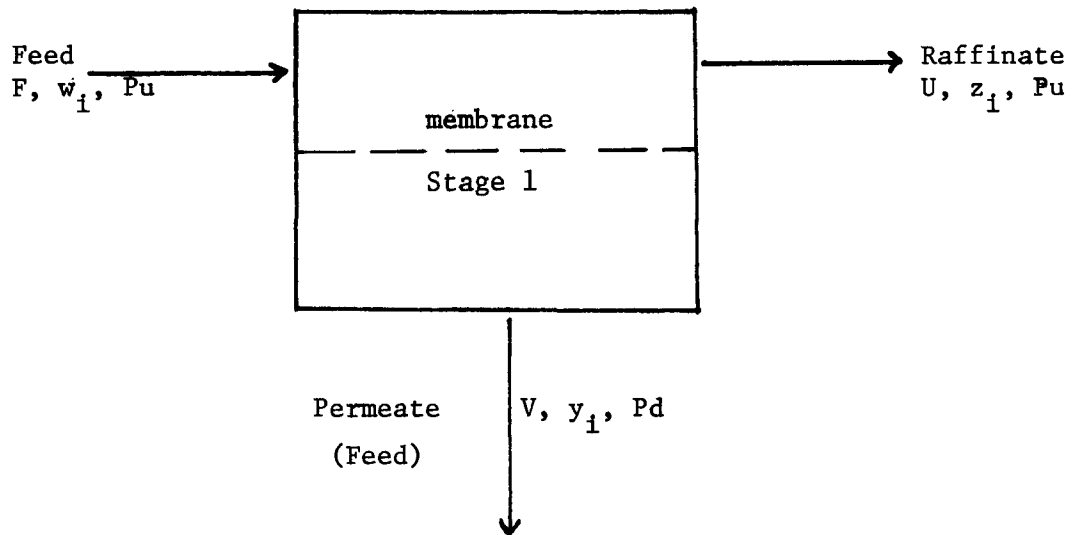 Feed
F, w_i, Pu
Raffinate
U, z_i, Pu
membrane
Stage 1
Permeate
(Feed)
V, y_i, Pd